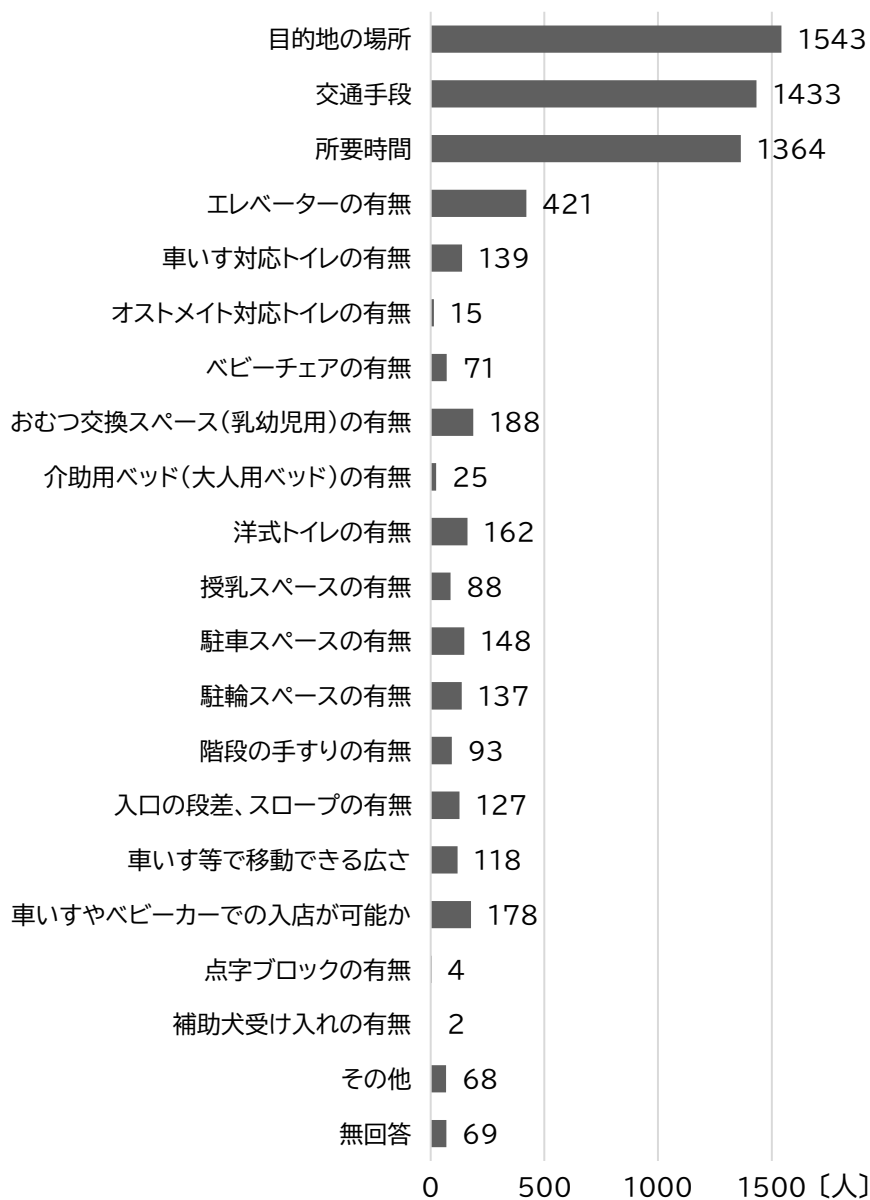 目的地の場所 1543
交通手段 1433
所要時間 1364
エレベーターの有無 421
車いす対応トイレの有無 139
オストメイト対応トイレの有無 15
ベビーチェアの有無 71
おむつ交換スペース(乳幼児用)の有無 188
介助用ベッド(大人用ベッド)の有無 25
洋式トイレの有無 162
授乳スペースの有無 88
駐車スペースの有無 148
駐輪スペースの有無 137
階段の手すりの有無 93
入口の段差、スロープの有無 127
車いす等で移動できる広さ 118
車いすやベビーカーでの入店が可能か 178
点字ブロックの有無 4
補助犬受け入れの有無 2
その他 68
無回答 69
0 500 1000 1500 〔人〕